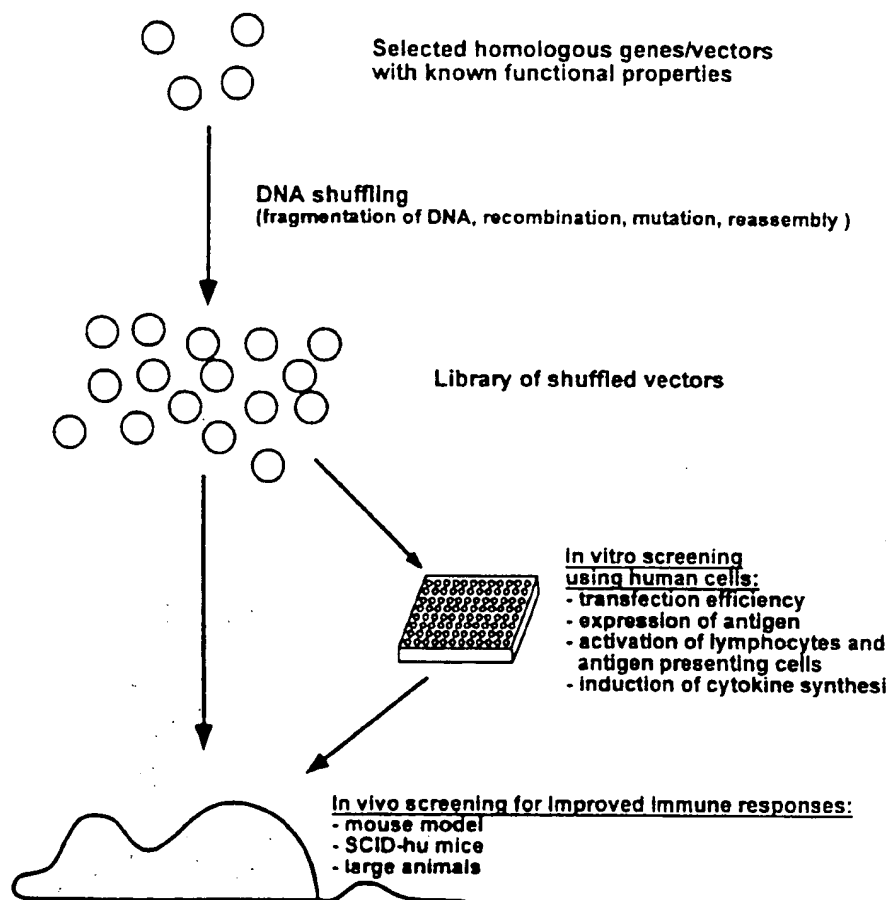 Selected homologous genes/vectors
with known functional properties
DNA shuffling
(fragmentation of DNA, recombination, mutation, reassembly )
Library of shuffled vectors
In vitro screening
using human cells:
- transfection efficiency
- expression of antigen
- activation of lymphocytes and
antigen presenting cells
- induction of cytokine synthesi
In vivo screening for improved immune responses:
- mouse model
- SCID-hu mice
- large animals